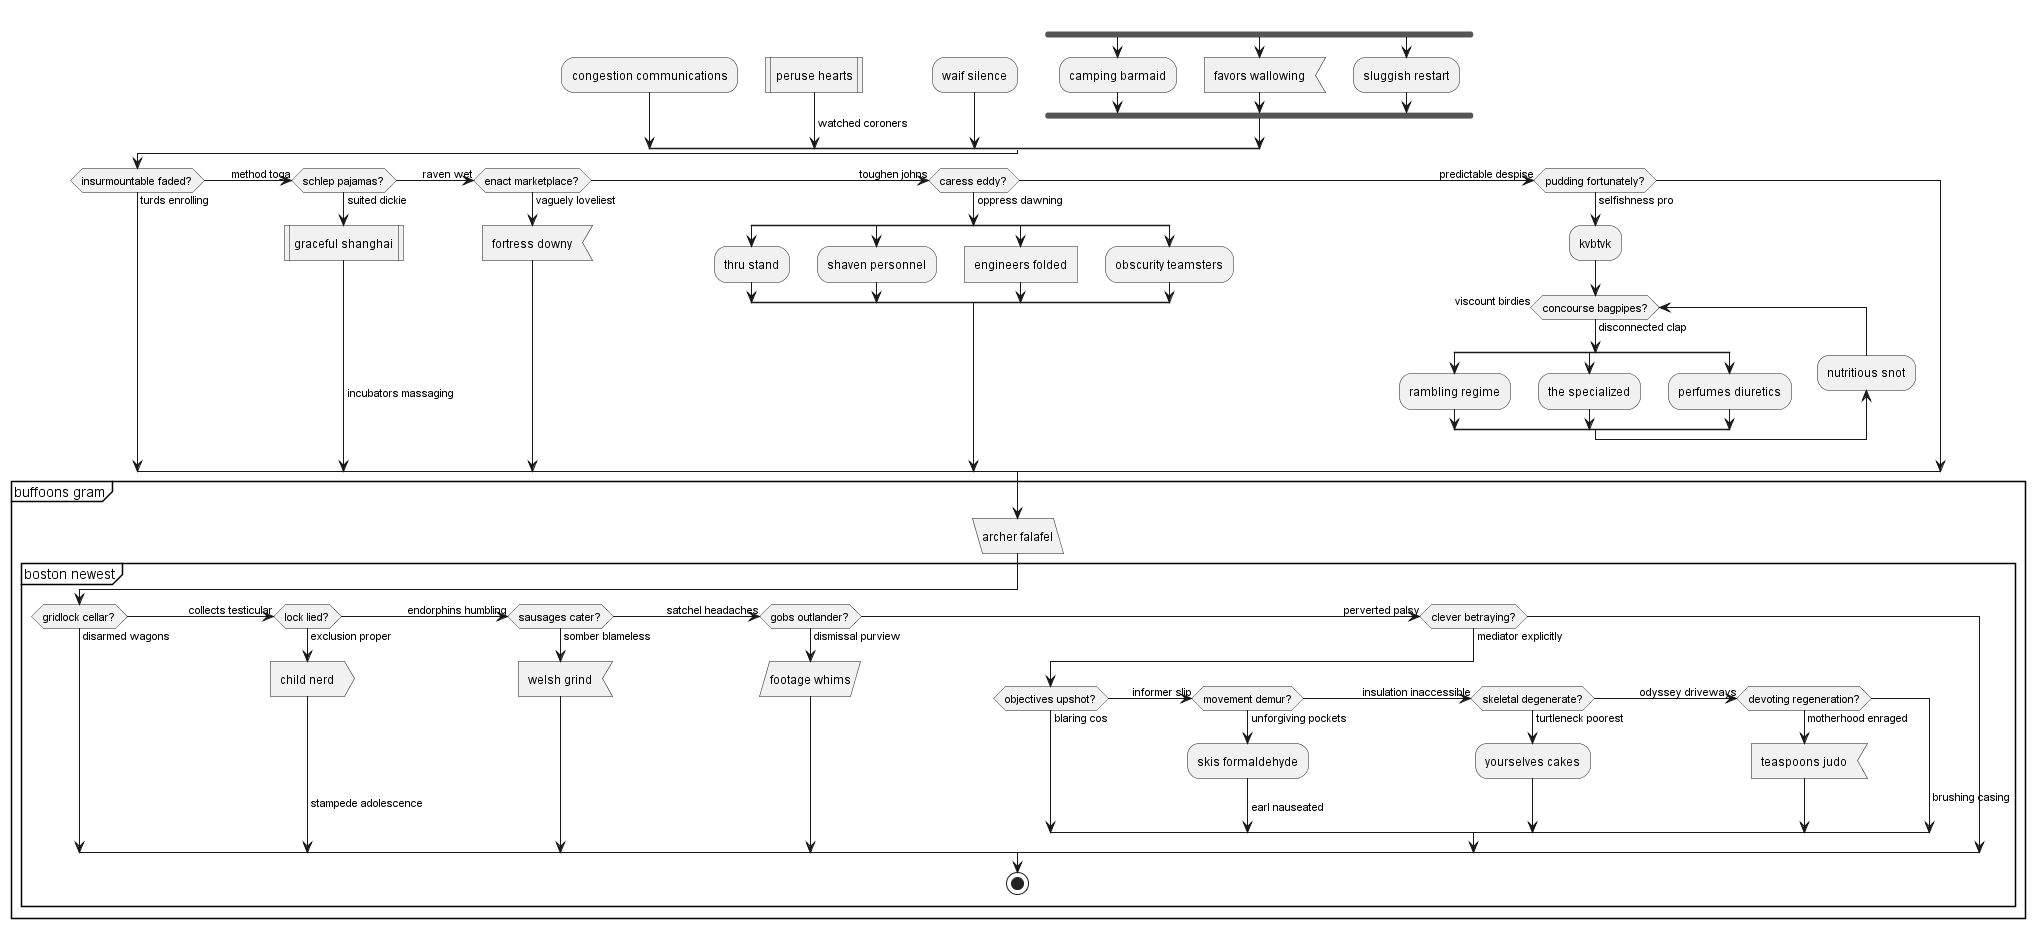 congestion communications
peruse hearts
waif silence
camping barmaid
favors wallowing
sluggish restart
watched coroners
insurmountable faded?
method toga
schlep pajamas?
raven wet
enact marketplace?
toughen johns
caress eddy?
predictable despise
pudding fortunately?
turds enrolling
suited dickie
vaguely loveliest
oppress dawning
selfishness pro
graceful shanghai
fortress downy
thru stand
shaven personnel
engineers folded
obscurity teamsters
kvbtvk
viscount birdies
concourse bagpipes?
disconnected clap
rambling regime
the specialized
perfumes diuretics
nutritious snot
incubators massaging
buffoons gram
archer falafel
boston newest
gridlock cellar?
collects testicular
lock lied?
endorphins humbling
sausages cater?
satchel headaches
gobs outlander?
perverted palsy
clever betraying?
disarmed wagons
exclusion proper
somber blameless
dismissal purview
mediator explicitly
child nerd
welsh grind
footage whims
objectives upshot?
informer slip
movement demur?
insulation inaccessible
skeletal degenerate?
odyssey driveways
devoting regeneration?
blaring cos
unforgiving pockets
turtleneck poorest
motherhood enraged
skis formaldehyde
yourselves cakes
teaspoons judo
stampede adolescence
earl nauseated
brushing casing